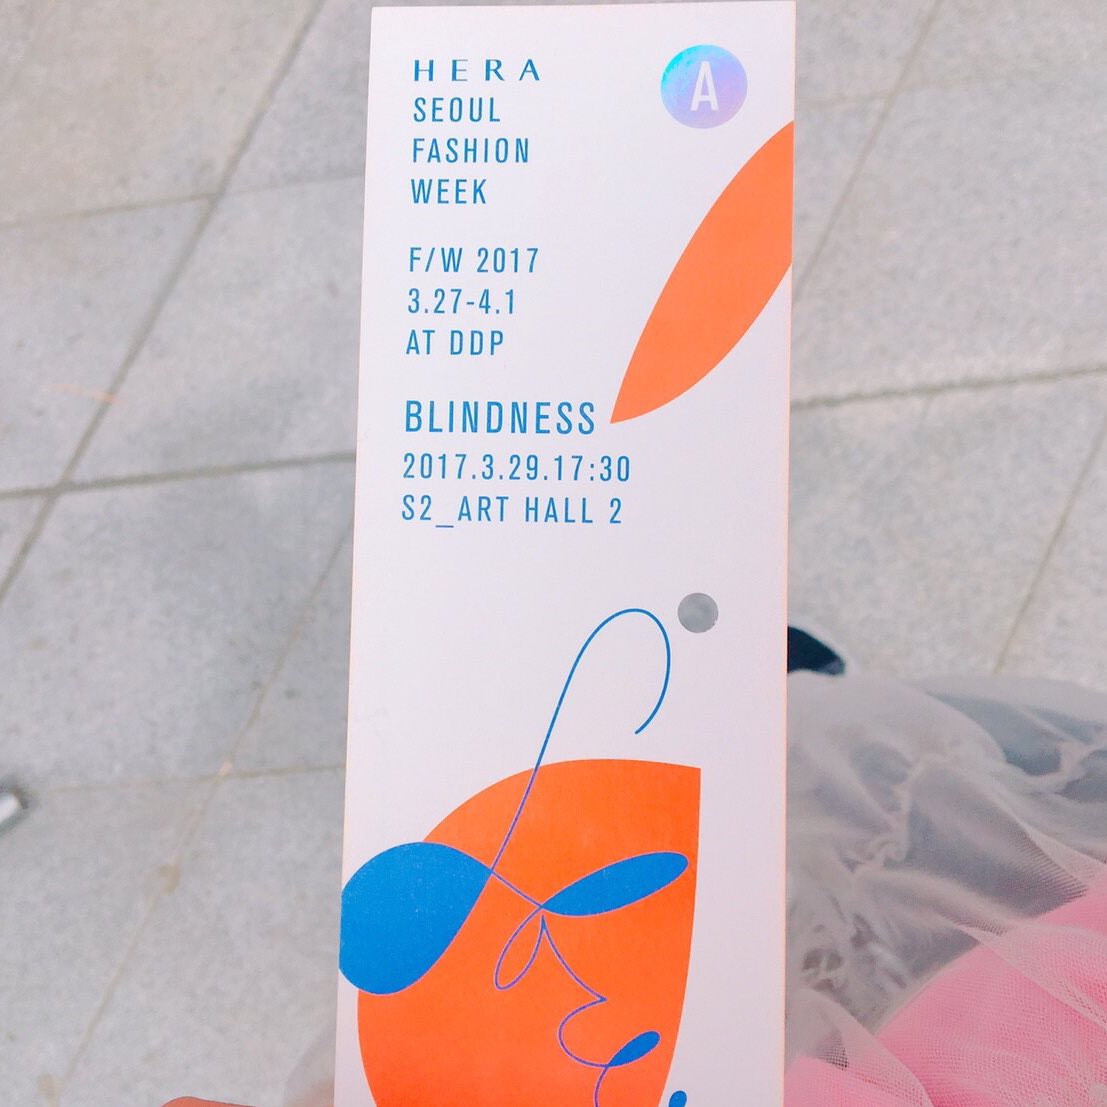 HERA
SEOUL
FASHION
WEEK
A
F/W 2017
3.27-4.1
AT DDP
BLINDNESS
2017.3.29.17:30
S2_ART HALL 2